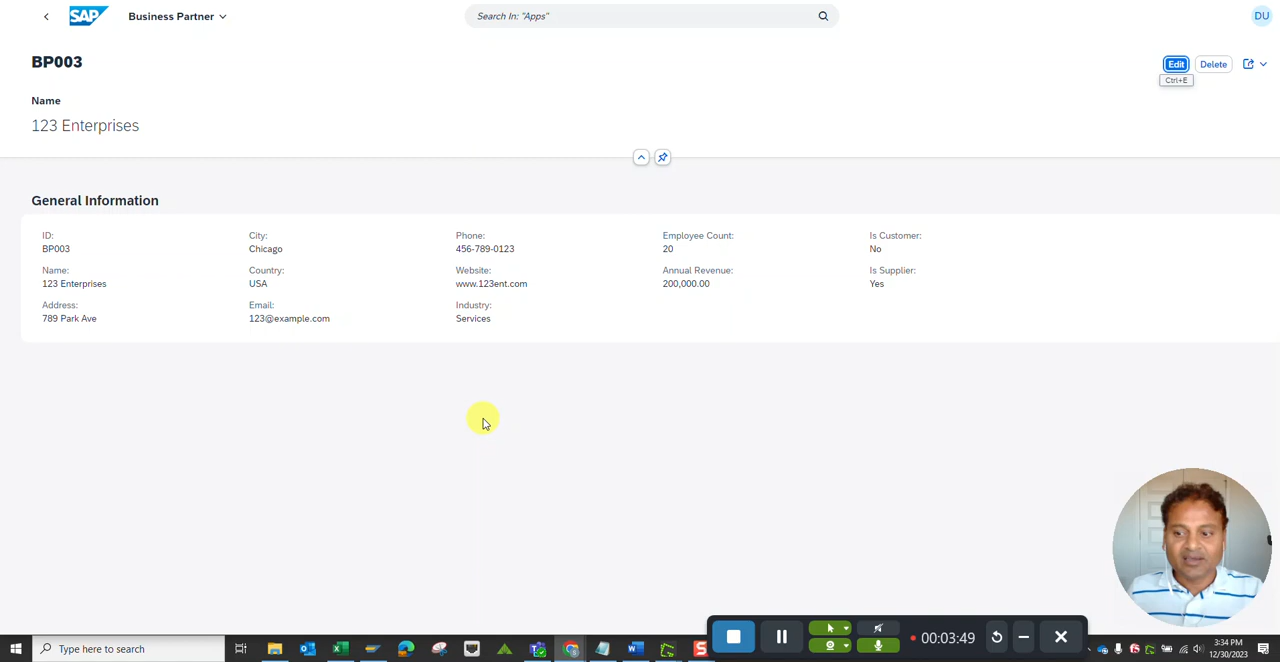 SAP Business Partner
Search In: "Apps"
DU
BP003
Edit Delete
Ctrl+E
Name
123 Enterprises
General Information
ID:
BP003
Name:
123 Enterprises
Address:
789 Park Ave
City:
Chicago
Country:
USA
Email:
123@example.com
Phone:
456-789-0123
Website:
www.123ent.com
Industry:
Services
Employee Count:
20
Annual Revenue:
200,000.00
Is Customer:
No
Is Supplier:
Yes
00:03:49
Type here to search
3:34 PM
12/30/2023